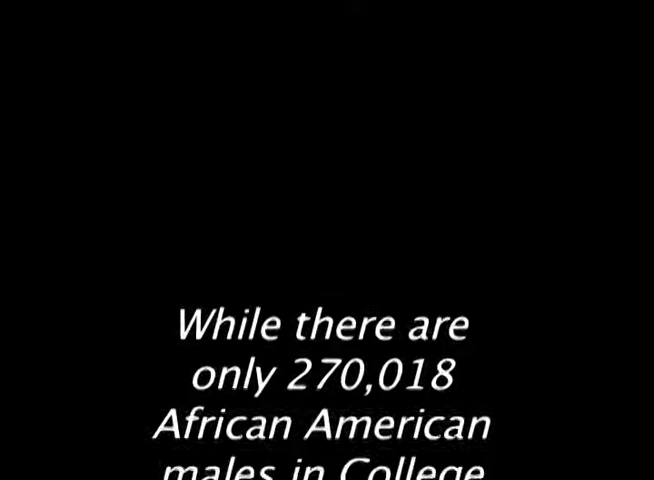 While there are
only 270,018
African American
males in College